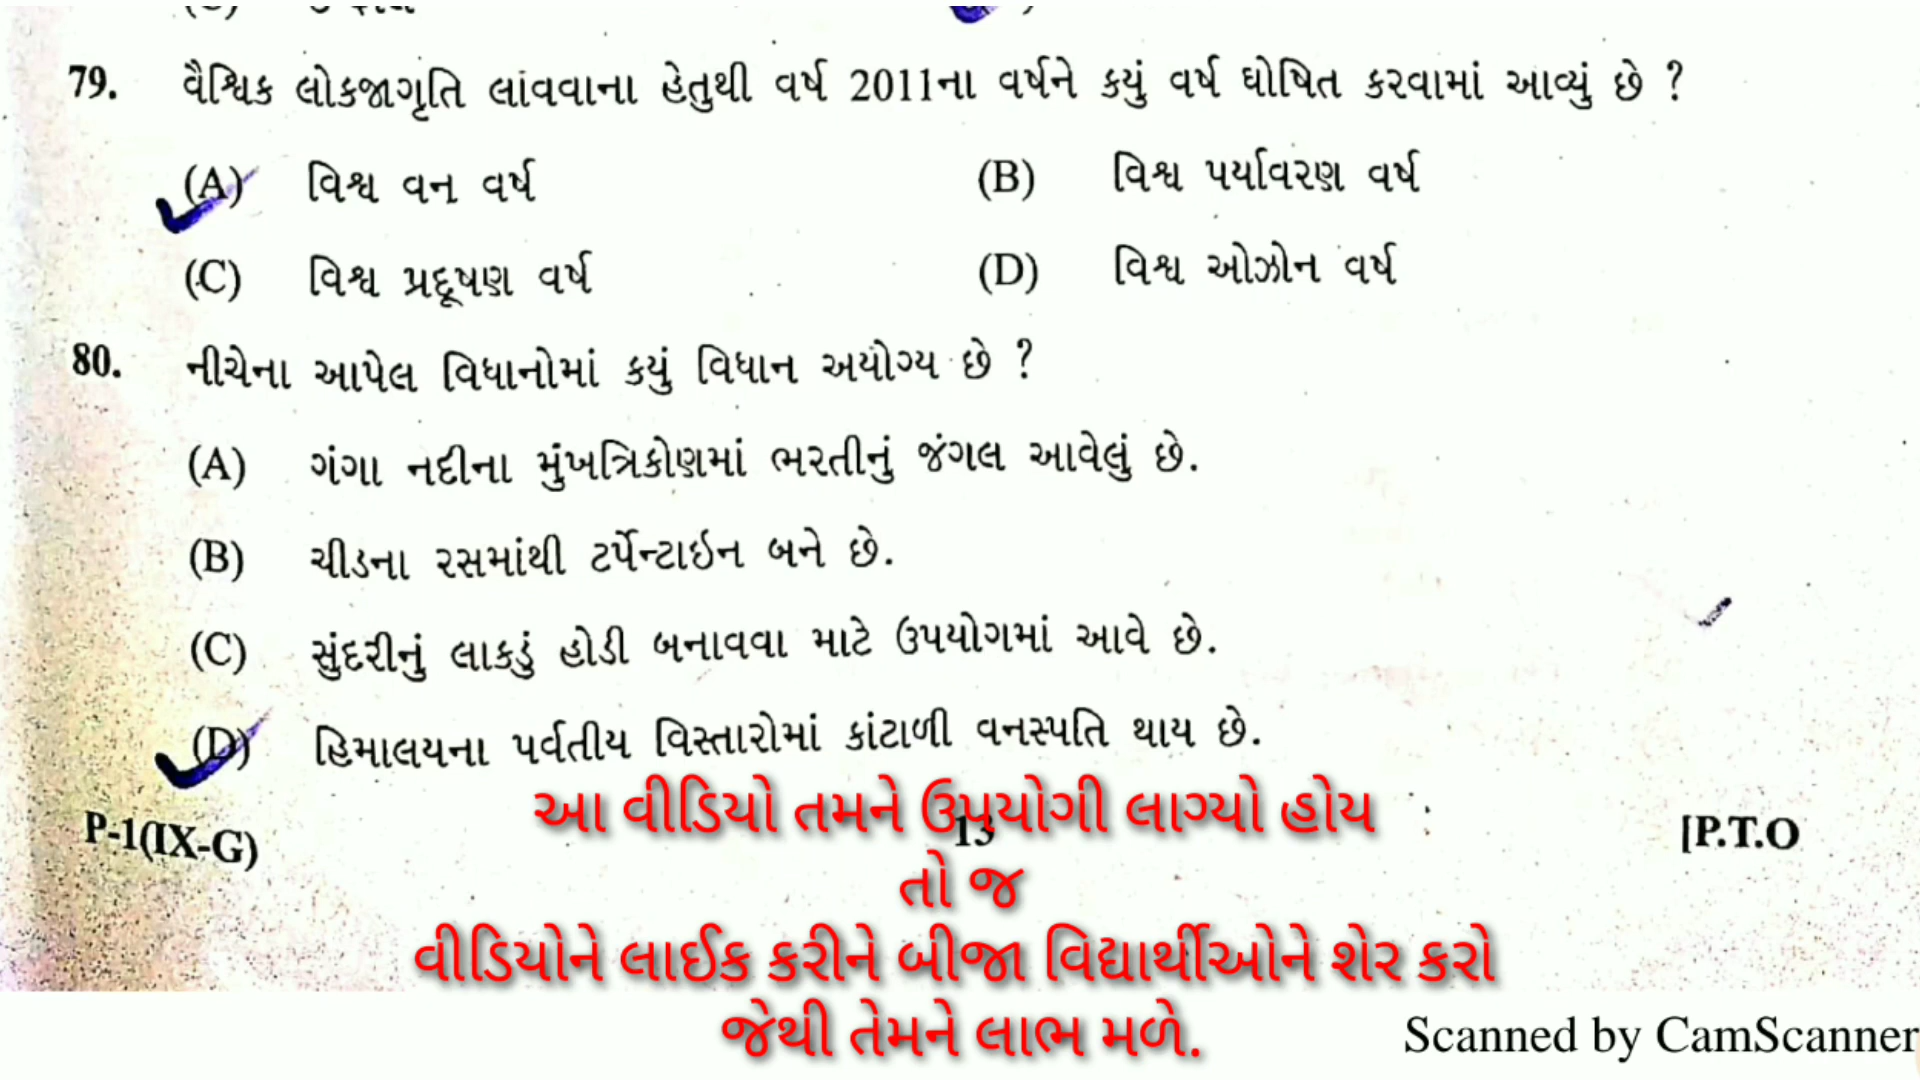 79. વૈશ્વિક લોકજાગૃતિ લાંવવાના હેતુથી વર્ષ 2011ના વર્ષને કયું વર્ષ ઘોષિત કરવામાં આવ્યું છે ?
(A) વિશ્વ વન વર્ષ (B) વિશ્વ પર્યાવરણ વર્ષ
(C) વિશ્વ પ્રદૂષણ વર્ષ (D) વિશ્વ ઓઝોન વર્ષ
80. નીચેના આપેલ વિધાનોમાં કયું વિધાન અયોગ્ય છે ?
(A) ગંગા નદીના મુંખત્રિકોણમાં ભરતીનું જંગલ આવેલું છે.
(B) ચીડના રસમાંથી ટર્પેન્ટાઇન બને છે.
(C) સુંદરીનું લાકડું હોડી બનાવવા માટે ઉપયોગમાં આવે છે.
(D) હિમાલયના પર્વતીય વિસ્તારોમાં કાંટાળી વનસ્પતિ થાય છે.
આ વીડિયો તમને ઉપયોગી લાગ્યો હોય
P-1(IX-G) 13 [P.T.O
તો જ
વીડિયોને લાઈક કરીને બીજા વિદ્યાર્થીઓને શેર કરો
જેથી તેમને લાભ મળે.
Scanned by CamScanner